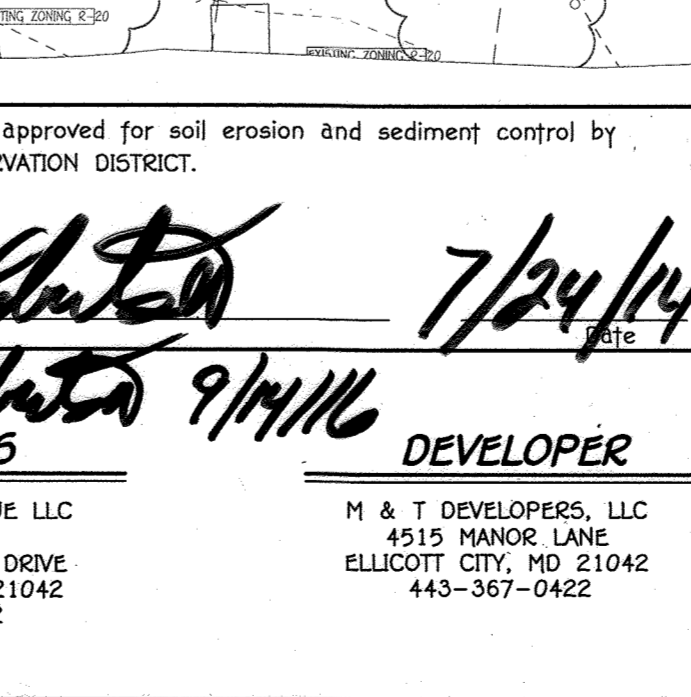 TING ZONING R-20
EXISTING ZONING R-20
approved for soil erosion and sediment control by
RVATION DISTRICT.
7/24/14
Date
9/14/16
S
DEVELOPER
E LLC
M & T DEVELOPERS, LLC
4515 MANOR LANE
DRIVE
ELLICOTT CITY, MD 21042
21042
443-367-0422
2